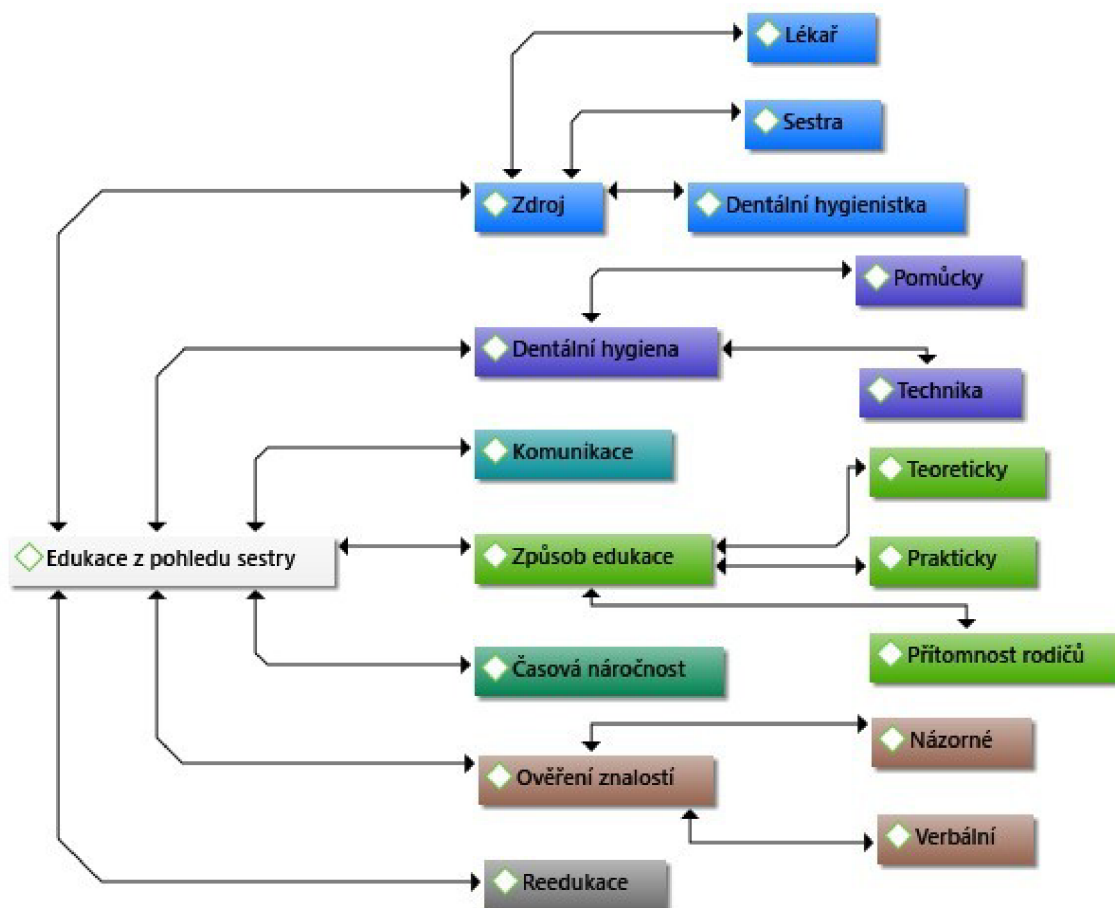 Lékař
Sestra
Zdroj
Dentální hygienistka
Pomůcky
Dentální hygiena
Technika
Komunikace
Teoreticky
Edukace z pohledu sestry
Způsob edukace
Prakticky
Přítomnost rodičů
Časová náročnost
Názorné
Ověření znalostí
Verbální
Reedukace